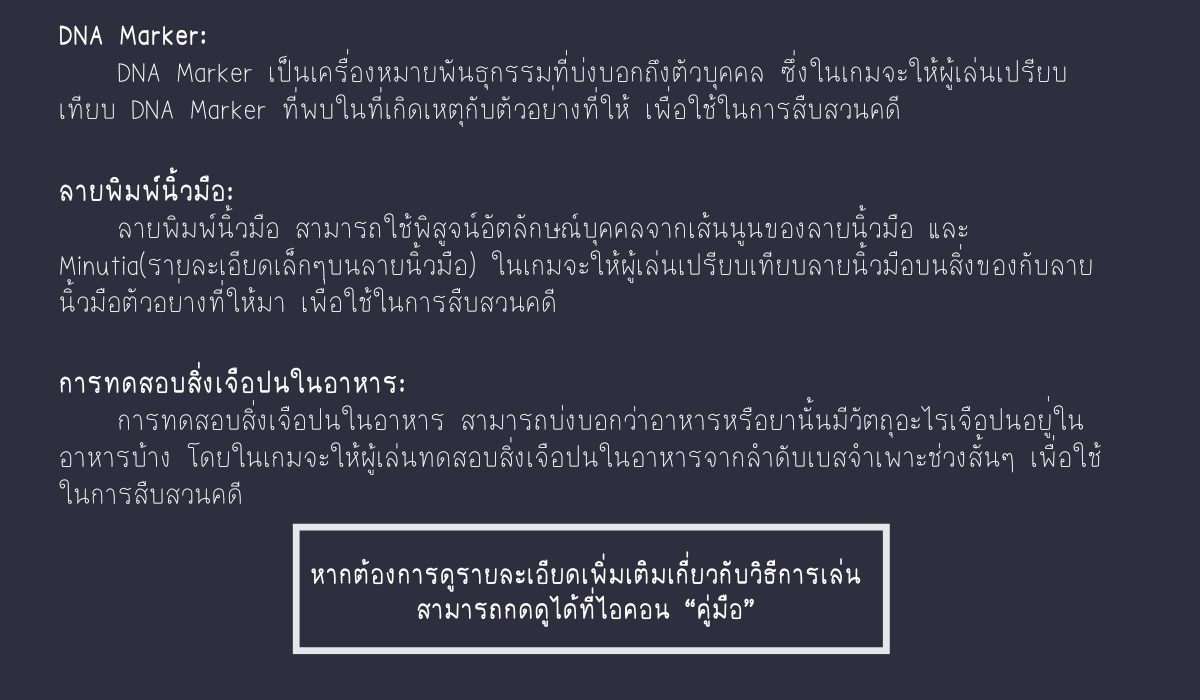 DNA Marker:
DNA Marker เป็นเครื่องหมายพันธุกรรมที่บ่งบอกถึงตัวบุคคล ซึ่งในเกมจะให้ผู้เล่นเปรียบ
เทียบ DNA Marker ที่พบในที่เกิดเหตุกับตัวอย่างที่ให้ เพื่อใช้ในการสืบสวนคดี
ลายพิมพ์นิ้วมือ:
ลายพิมพ์นิ้วมือ สามารถใช้พิสูจน์อัตลักษณ์บุคคลจากเส้นนูนของลายนิ้วมือ และ
Minutia(รายละเอียดเล็กๆบนลายนิ้วมือ) ในเกมจะให้ผู้เล่นเปรียบเทียบลายนิ้วมือบนสิ่งของกับลาย
นิ้วมือตัวอย่างที่ให้มา เพื่อใช้ในการสืบสวนคดี
การทดสอบสิ่งเจือปนในอาหาร:
การทดสอบสิ่งเจือปนในอาหาร สามารถบ่งบอกว่าอาหารหรือยานั้นมีวัตถุอะไรเจือปนอยู่ใน
อาหารบ้าง โดยในเกมจะให้ผู้เล่นทดสอบสิ่งเจือปนในอาหารจากลำดับเบสจำเพาะช่วงสั้นๆ เพื่อใช้
ในการสืบสวนคดี
หากต้องการดูรายละเอียดเพิ่มเติมเกี่ยวกับวิธีการเล่น
สามารถกดดูได้ที่ไอคอน “คู่มือ”